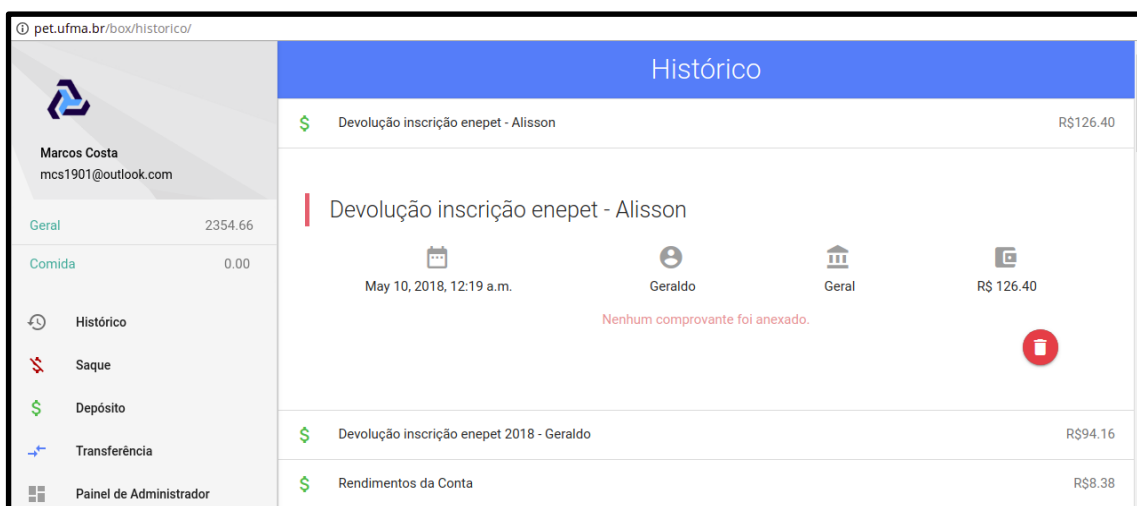 pet.ufma.br/box/historico/
Marcos Costa
mcs1901@outlook.com
Geral 2354.66
Comida 0.00
Histórico
Saque
Depósito
Transferência
Painel de Administrador
Histórico
$ Devolução inscrição enepet - Alisson R$126.40
Devolução inscrição enepet - Alisson
May 10, 2018, 12:19 a.m. Geraldo Geral R$ 126.40
Nenhum comprovante foi anexado.
$ Devolução inscrição enepet 2018 - Geraldo R$94.16
$ Rendimentos da Conta R$8.38